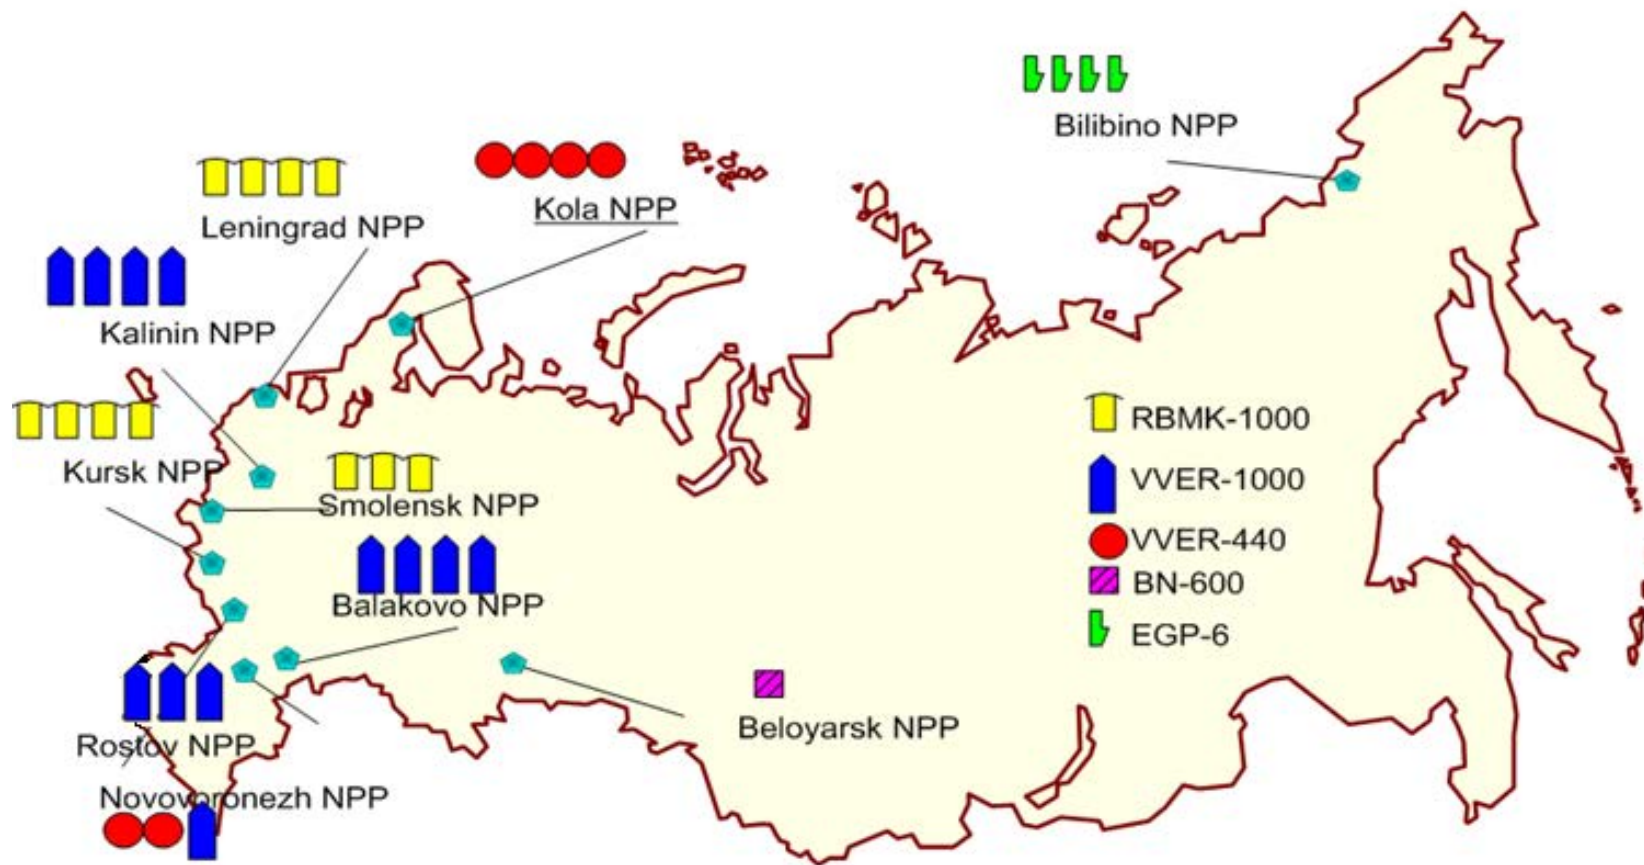 Bilibino NPP
Kola NPP
Leningrad NPP
Kalinin NPP
Kursk NPP
Smolensk NPP
Balakovo NPP
Beloyarsk NPP
Rostov NPP
Novovoronezh NPP
RBMK-1000
VVER-1000
VVER-440
BN-600
EGP-6